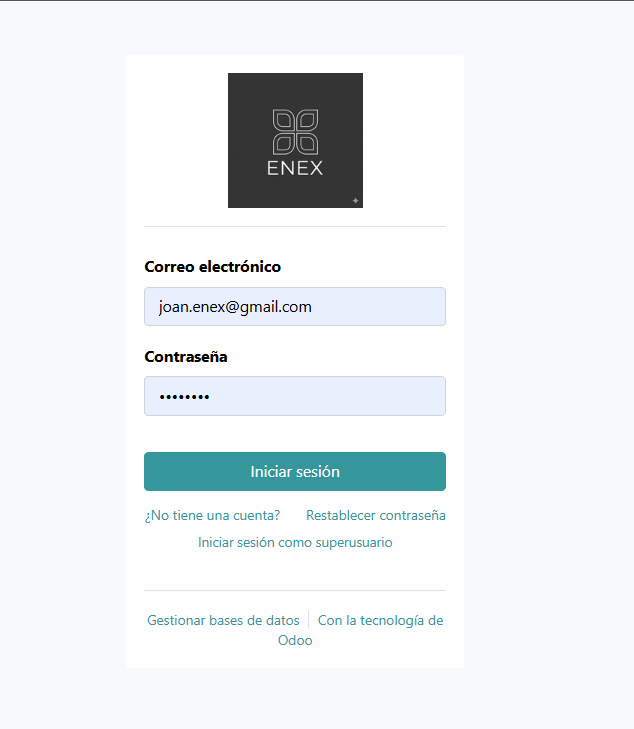 ENEX
Correo electrónico
joan.enex@gmail.com
Contraseña
••••••••
Iniciar sesión
¿No tiene una cuenta? Restablecer contraseña
Iniciar sesión como superusuario
Gestionar bases de datos | Con la tecnología de
Odoo